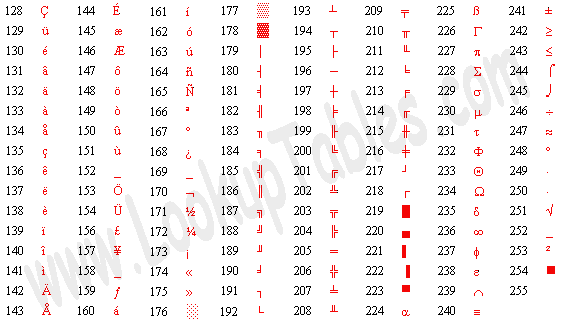 128 Ç 144 É 161 í 177 ▒ 193 ┴ 209 ╤ 225 ß 241 ±
129 ü 145 æ 162 ó 178 ▓ 194 ┬ 210 ╥ 226 Γ 242 ≥
130 é 146 Æ 163 ú 179 │ 195 ├ 211 ╙ 227 π 243 ≤
131 â 147 ô 164 ñ 180 ┤ 196 ─ 212 ╘ 228 Σ 244 ⌠
132 ä 148 ö 165 Ñ 181 ╡ 197 ┼ 213 ╒ 229 σ 245 ⌡
133 à 149 ò 166 ª 182 ╢ 198 ╞ 214 ╓ 230 µ 246 ÷
134 å 150 û 167 º 183 ╖ 199 ╟ 215 ╫ 231 τ 247 ≈
135 ç 151 ù 168 ¿ 184 ╕ 200 ╚ 216 ╪ 232 Φ 248 °
136 ê 152 _ 169 _ 185 ╣ 201 ╔ 217 ┘ 233 Θ 249 ∙
137 ë 153 Ö 170 ¬ 186 ║ 202 ╩ 218 ┌ 234 Ω 250 ·
138 è 154 Ü 171 ½ 187 ╗ 203 ╦ 219 █ 235 δ 251 √
139 ï 156 £ 172 ¼ 188 ╝ 204 ╠ 220 ▄ 236 ∞ 252 _
140 î 157 ¥ 173 ¡ 189 ╜ 205 ═ 221 ▌ 237 φ 253 ²
141 ì 158 _ 174 « 190 ╛ 206 ╬ 222 ▐ 238 ε 254 ■
142 Ä 159 ƒ 175 » 191 ┐ 207 ╧ 223 ▀ 239 ∩ 255
143 Å 160 á 176 ░ 192 └ 208 ╨ 224 α 240 ≡
www.LookupTables.com